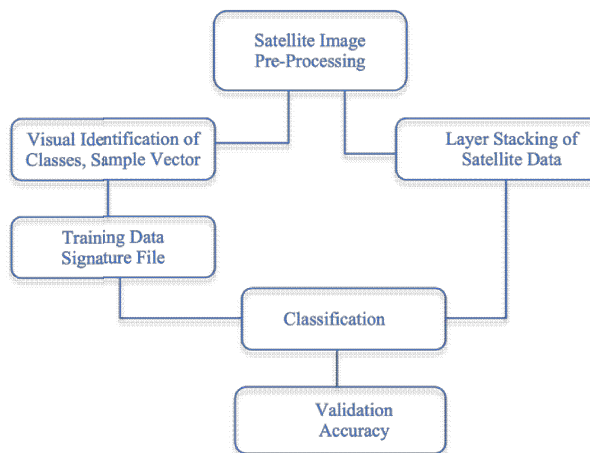 Satellite Image
Pre-Processing
Visual Identification of
Classes, Sample Vector
Layer Stacking of
Satellite Data
Training Data
Signature File
Classification
Validation
Accuracy